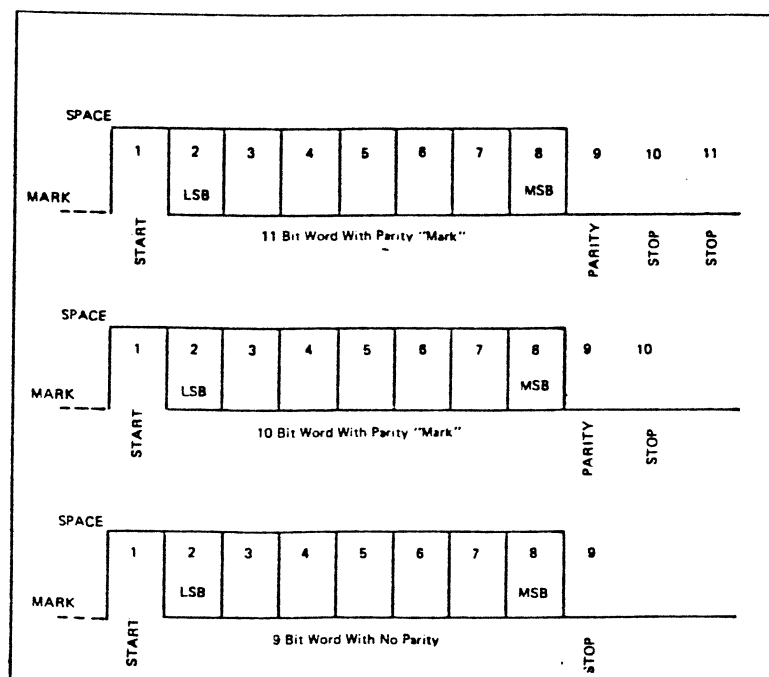 SPACE
1 2 3 4 5 6 7 8 9 10 11
LSB MSB
MARK
11 Bit Word With Parity "Mark"
START PARITY STOP STOP
SPACE
1 2 3 4 5 6 7 8 9 10
LSB MSB
MARK
10 Bit Word With Parity "Mark"
START PARITY STOP
SPACE
1 2 3 4 5 6 7 8 9
LSB MSB
MARK
9 Bit Word With No Parity
START STOP